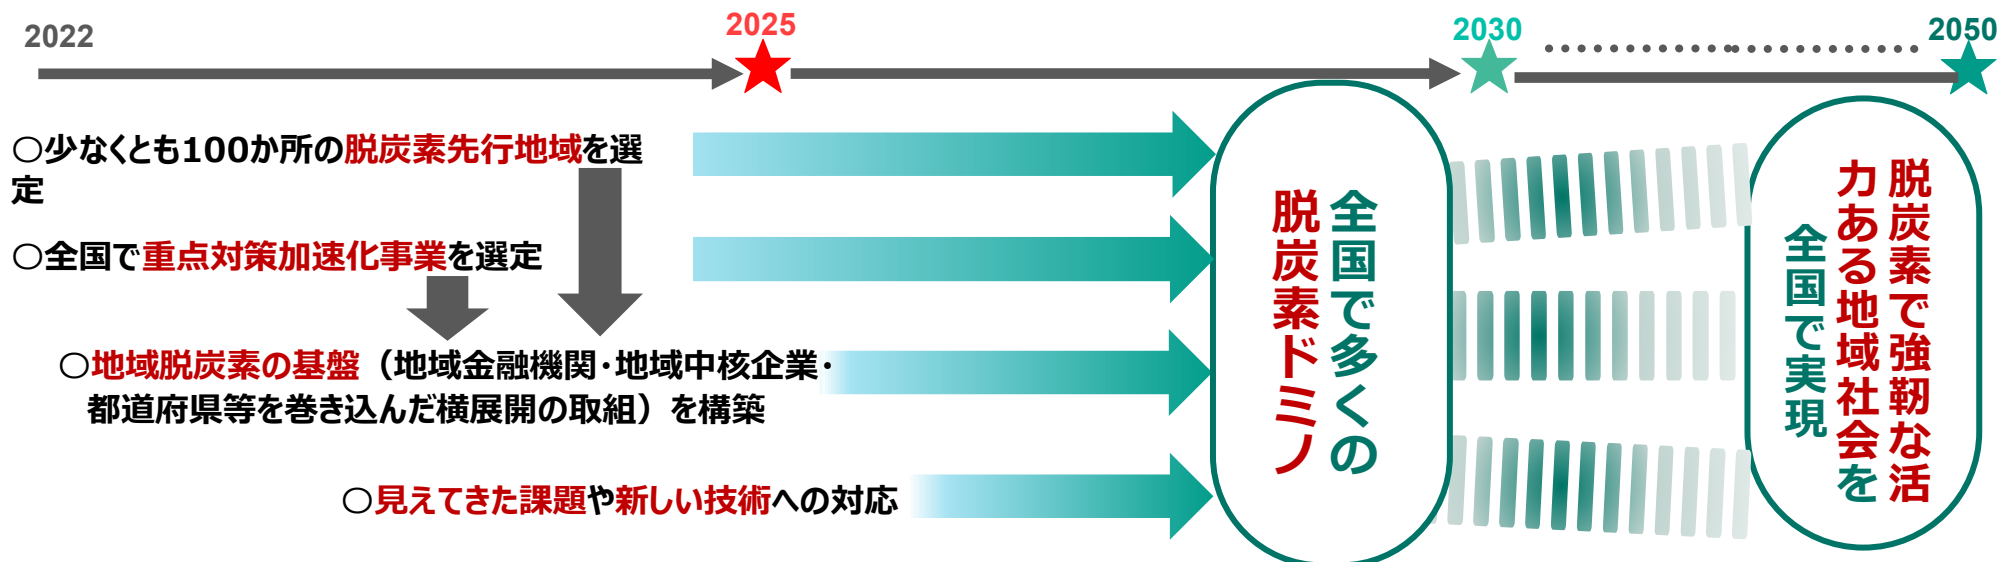 2022
2025
2030
2050
○少なくとも100か所の脱炭素先行地域を選
定
○全国で重点対策加速化事業を選定
○地域脱炭素の基盤（地域金融機関・地域中核企業・
都道府県等を巻き込んだ横展開の取組）を構築
○見えてきた課題や新しい技術への対応
全国で多くの
脱炭素ドミノ
脱炭素で強靭な活
力ある地域社会を
全国で実現